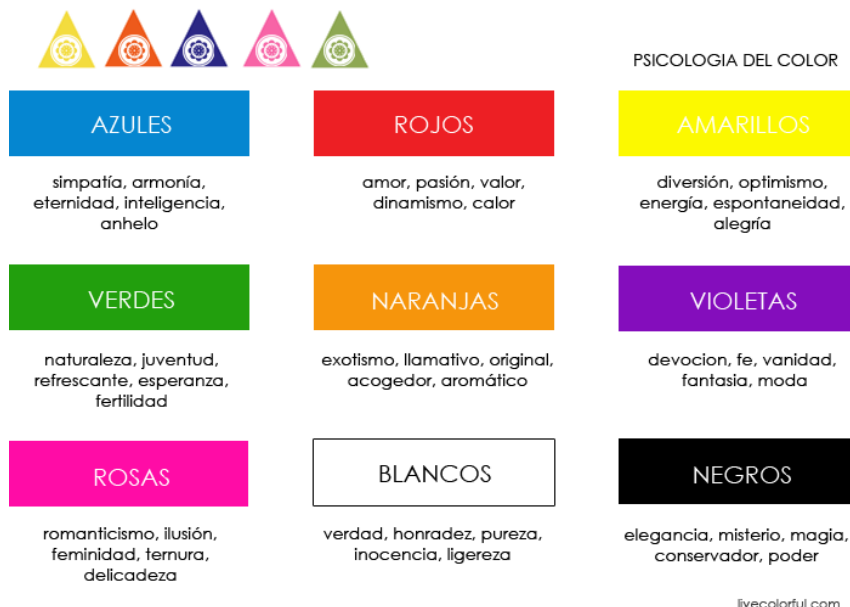 PSICOLOGIA DEL COLOR
AZULES
simpatía, armonía,
eternidad, inteligencia,
anhelo
ROJOS
amor, pasión, valor,
dinamismo, calor
AMARILLOS
diversión, optimismo,
energía, espontaneidad,
alegría
VERDES
naturaleza, juventud,
refrescante, esperanza,
fertilidad
NARANJAS
exotismo, llamativo, original,
acogedor, aromático
VIOLETAS
devocion, fe, vanidad,
fantasia, moda
ROSAS
romanticismo, ilusión,
feminidad, ternura,
delicadeza
BLANCOS
verdad, honradez, pureza,
inocencia, ligereza
NEGROS
elegancia, misterio, magia,
conservador, poder
livecolorful.com